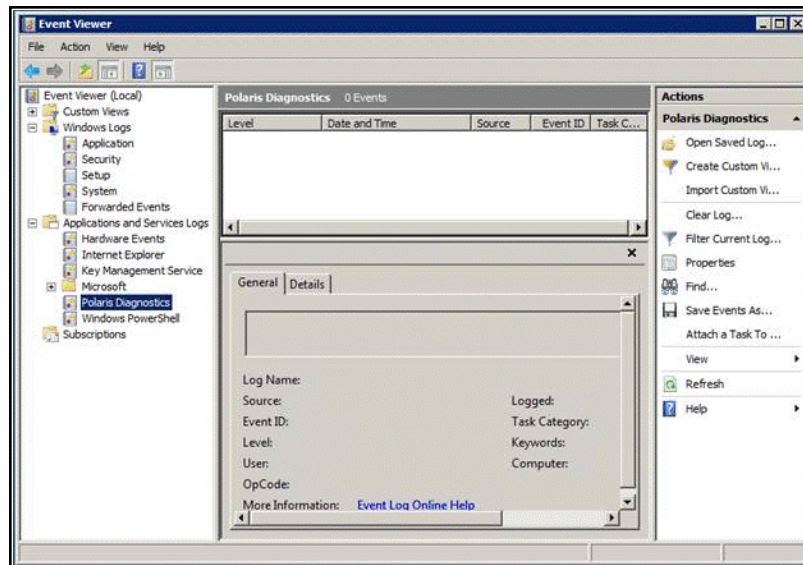 Event Viewer
File Action View Help
Event Viewer (Local)
Custom Views
Windows Logs
Application
Security
Setup
System
Forwarded Events
Applications and Services Logs
Hardware Events
Internet Explorer
Key Management Service
Microsoft
Polaris Diagnostics
Windows PowerShell
Subscriptions
Polaris Diagnostics 0 Events
Level Date and Time Source Event ID Task C...
General Details
Log Name:
Source: Logged:
Event ID: Task Category:
Level: Keywords:
User: Computer:
OpCode:
More Information: Event Log Online Help
Actions
Polaris Diagnostics
Open Saved Log...
Create Custom Vi...
Import Custom Vi...
Clear Log...
Filter Current Log...
Properties
Find...
Save Events As...
Attach a Task To ...
View
Refresh
Help